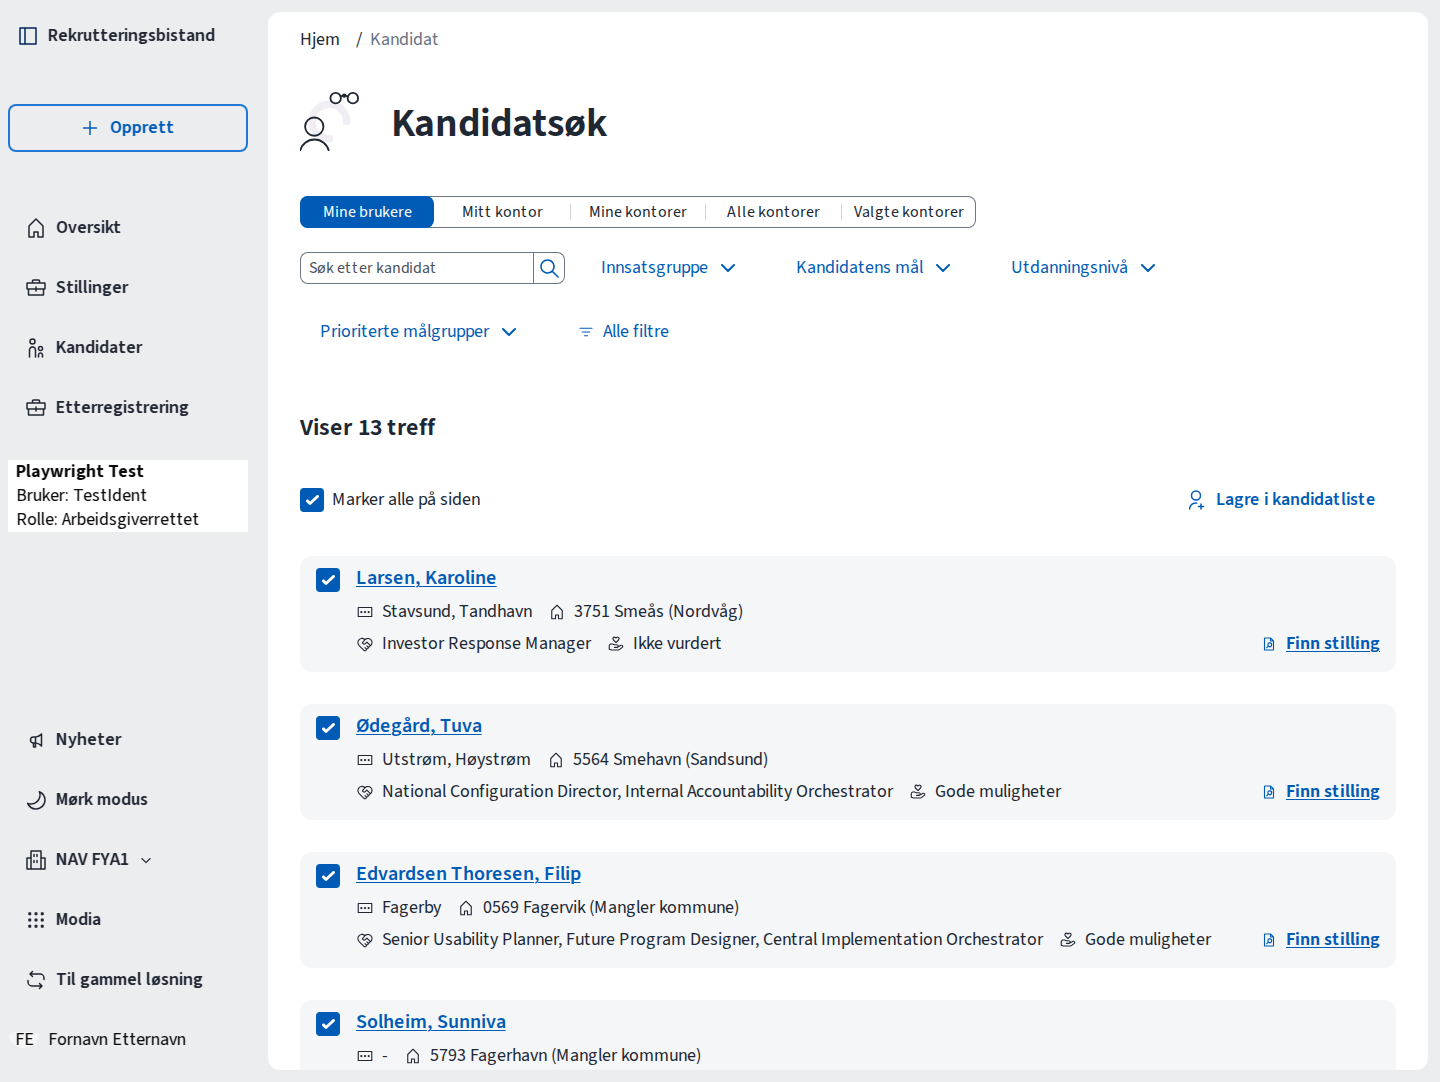 Rekrutteringsbistand
Opprett
Oversikt
Stillinger
Kandidater
Etterregistrering
Playwright Test
Bruker: TestIdent
Rolle: Arbeidsgiverrettet
Nyheter
Mørk modus
NAV FYA1
Modia
Til gammel løsning
FE Fornavn Etternavn
Hjem / Kandidat
Kandidatsøk
Mine brukere Mitt kontor Mine kontorer Alle kontorer Valgte kontorer
Søk etter kandidat Innsatsgruppe Kandidatens mål Utdanningsnivå
Prioriterte målgrupper Alle filtre
Viser 13 treff
Marker alle på siden Lagre i kandidatliste
Larsen, Karoline
Stavsund, Tandhavn 3751 Smeås (Nordvåg)
Investor Response Manager Ikke vurdert Finn stilling
Ødegård, Tuva
Utstrøm, Høystrøm 5564 Smehavn (Sandsund)
National Configuration Director, Internal Accountability Orchestrator Gode muligheter Finn stilling
Edvardsen Thoresen, Filip
Fagerby 0569 Fagervik (Mangler kommune)
Senior Usability Planner, Future Program Designer, Central Implementation Orchestrator Gode muligheter Finn stilling
Solheim, Sunniva
- 5793 Fagerhavn (Mangler kommune)